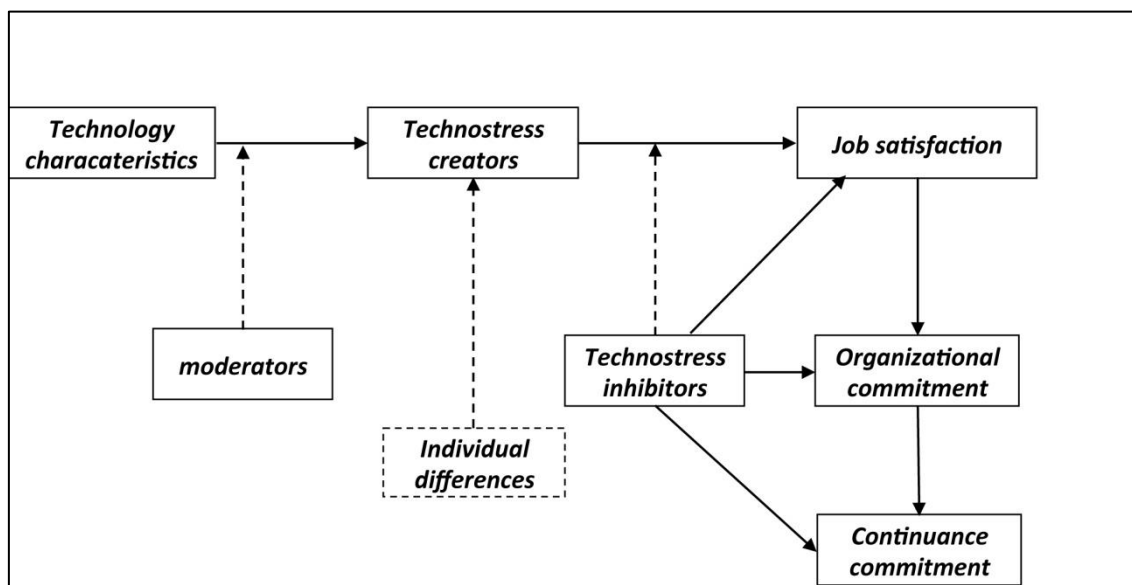 Technology
characateristics
Technostress
creators
Job satisfaction
moderators
Technostress
inhibitors
Organizational
commitment
Individual
differences
Continuance
commitment